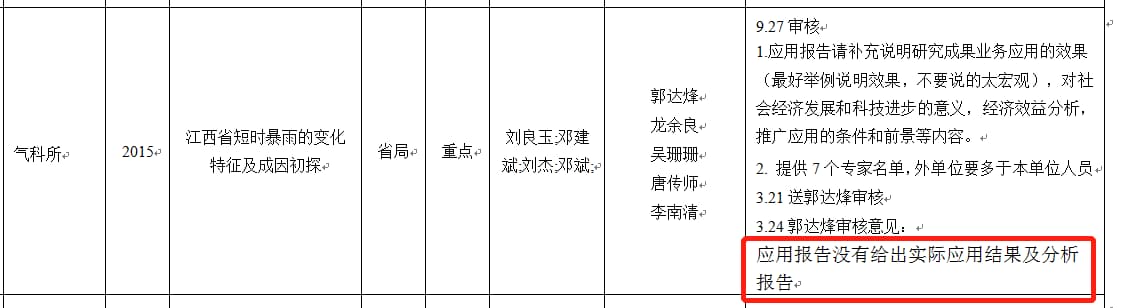 气科所
2015
江西省短时暴雨的变化
特征及成因初探
省局
重点
刘良玉;邓建
斌;刘杰;邓斌;
郭达烽
龙余良
吴珊珊
唐传师
李南清
9.27 审核
1.应用报告请补充说明研究成果业务应用的效果
（最好举例说明效果，不要说的太宏观），对社
会经济发展和科技进步的意义，经济效益分析，
推广应用的条件和前景等内容。
2. 提供 7 个专家名单,外单位要多于本单位人员
3.21 送郭达烽审核
3.24 郭达烽审核意见：
应用报告没有给出实际应用结果及分析
报告